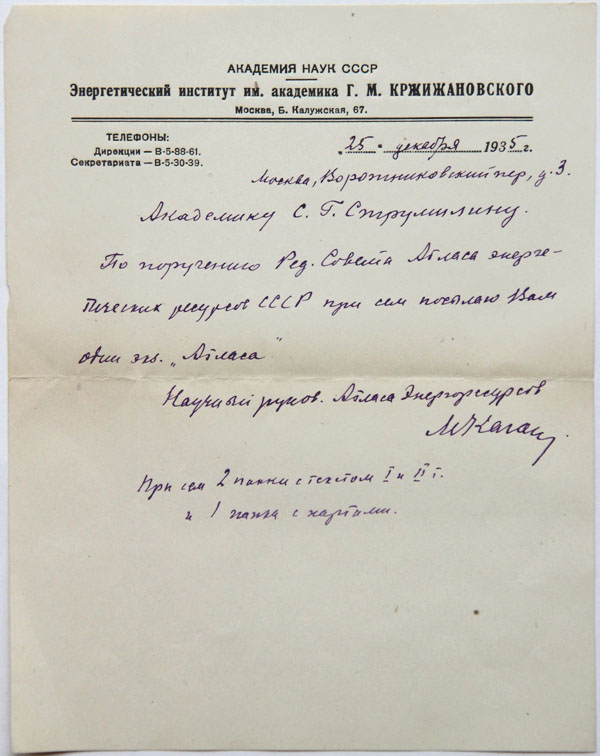 АКАДЕМИЯ НАУК СССР
Энергетический институт им. академика Г. М. КРЖИЖАНОВСКОГО
Москва, Б. Калужская, 67.
ТЕЛЕФОНЫ:
Дирекции — В-5-88-61.
Секретариата — В-5-30-39.
„25“ декабря 1935 г.
Москва, Воротниковский пер, д. 3.
Академику С. Г. Струмилину.
По поручению Ред. Совета Атласа энерге-
тических ресурсов СССР при сем посылаю Вам
один экз. „Атласа“
Научный руков. Атласа Энергоресурсов
М Каган
При сем 2 папки с текстом I и II т.
и 1 папка с картами.